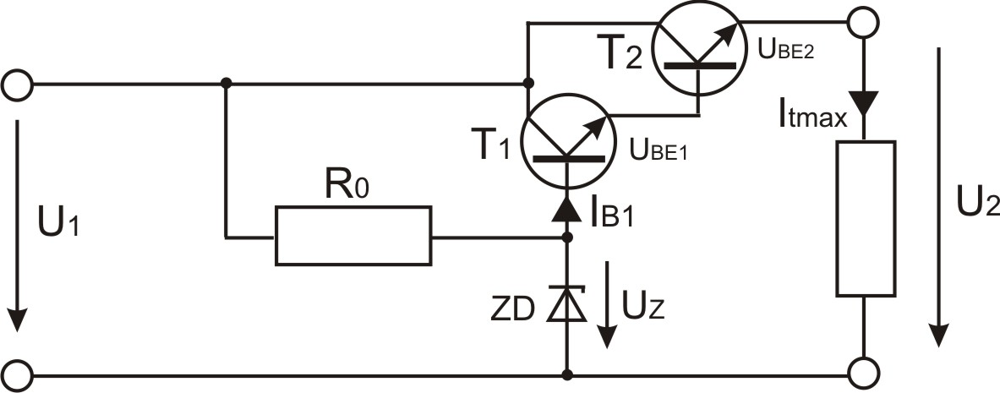 T2
UBE2
Itmax
T1
UBE1
R0
IB1
U1
U2
ZD
UZ